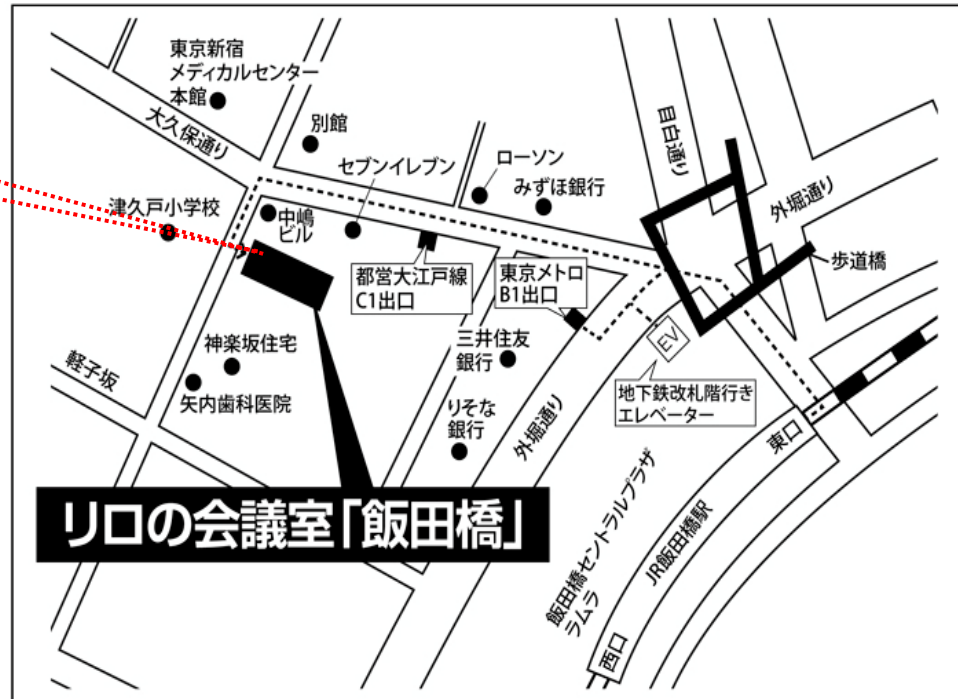 東京新宿
メディカルセンター
本館
大久保通り
別館
セブンイレブン
ローソン
みずほ銀行
目白通り
外堀通り
歩道橋
津久戸小学校
中嶋
ビル
都営大江戸線
C1出口
東京メトロ
B1出口
EV
地下鉄改札階行き
エレベーター
三井住友
銀行
神楽坂住宅
軽子坂
矢内歯科医院
りそな
銀行
外堀通り
東口
リロの会議室「飯田橋」
飯田橋セントラルプラザ
ラムラ
JR飯田橋駅
西口